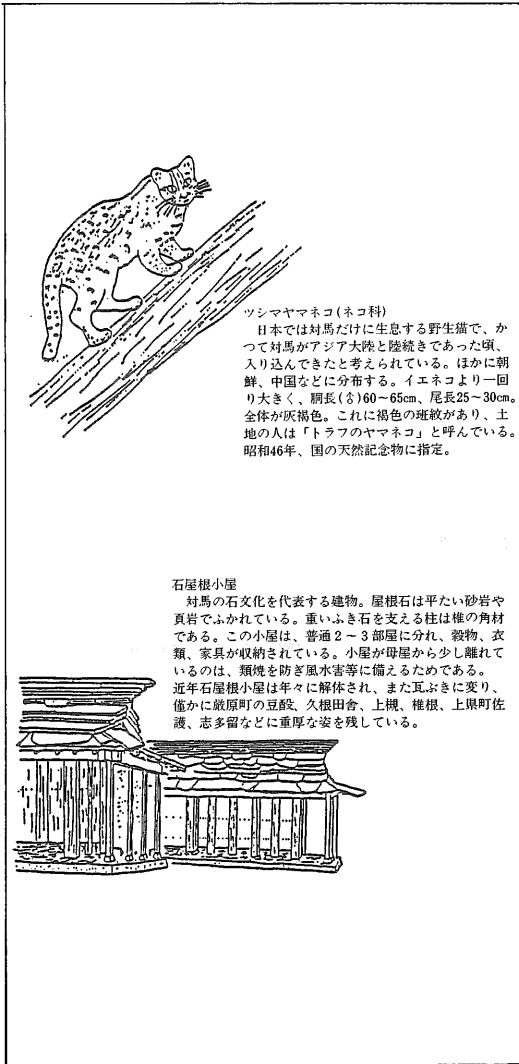 ツシマヤマネコ(ネコ科)
日本では対馬だけに生息する野生猫で、か
つて対馬がアジア大陸と陸続きであった頃、
入り込んできたと考えられている。ほかに朝
鮮、中国などに分布する。イエネコより一回
り大きく、胴長(♂)60〜65cm、尾長25〜30cm。
全体が灰褐色。これに褐色の斑紋があり、土
地の人は「トラフのヤマネコ」と呼んでいる。
昭和46年、国の天然記念物に指定。
石屋根小屋
対馬の石文化を代表する建物。屋根石は平たい砂岩や
頁岩でふかれている。重いふき石を支える柱は椎の角材
である。この小屋は、普通2〜3部屋に分れ、穀物、衣
類、家具が収納されている。小屋が母屋から少し離れて
いるのは、類焼を防ぎ風水害等に備えるためである。
近年石屋根小屋は年々に解体され、また瓦ぶきに変り、
僅かに厳原町の豆酘、久根田舎、上槻、椎根、上県町佐
護、志多留などに重厚な姿を残している。